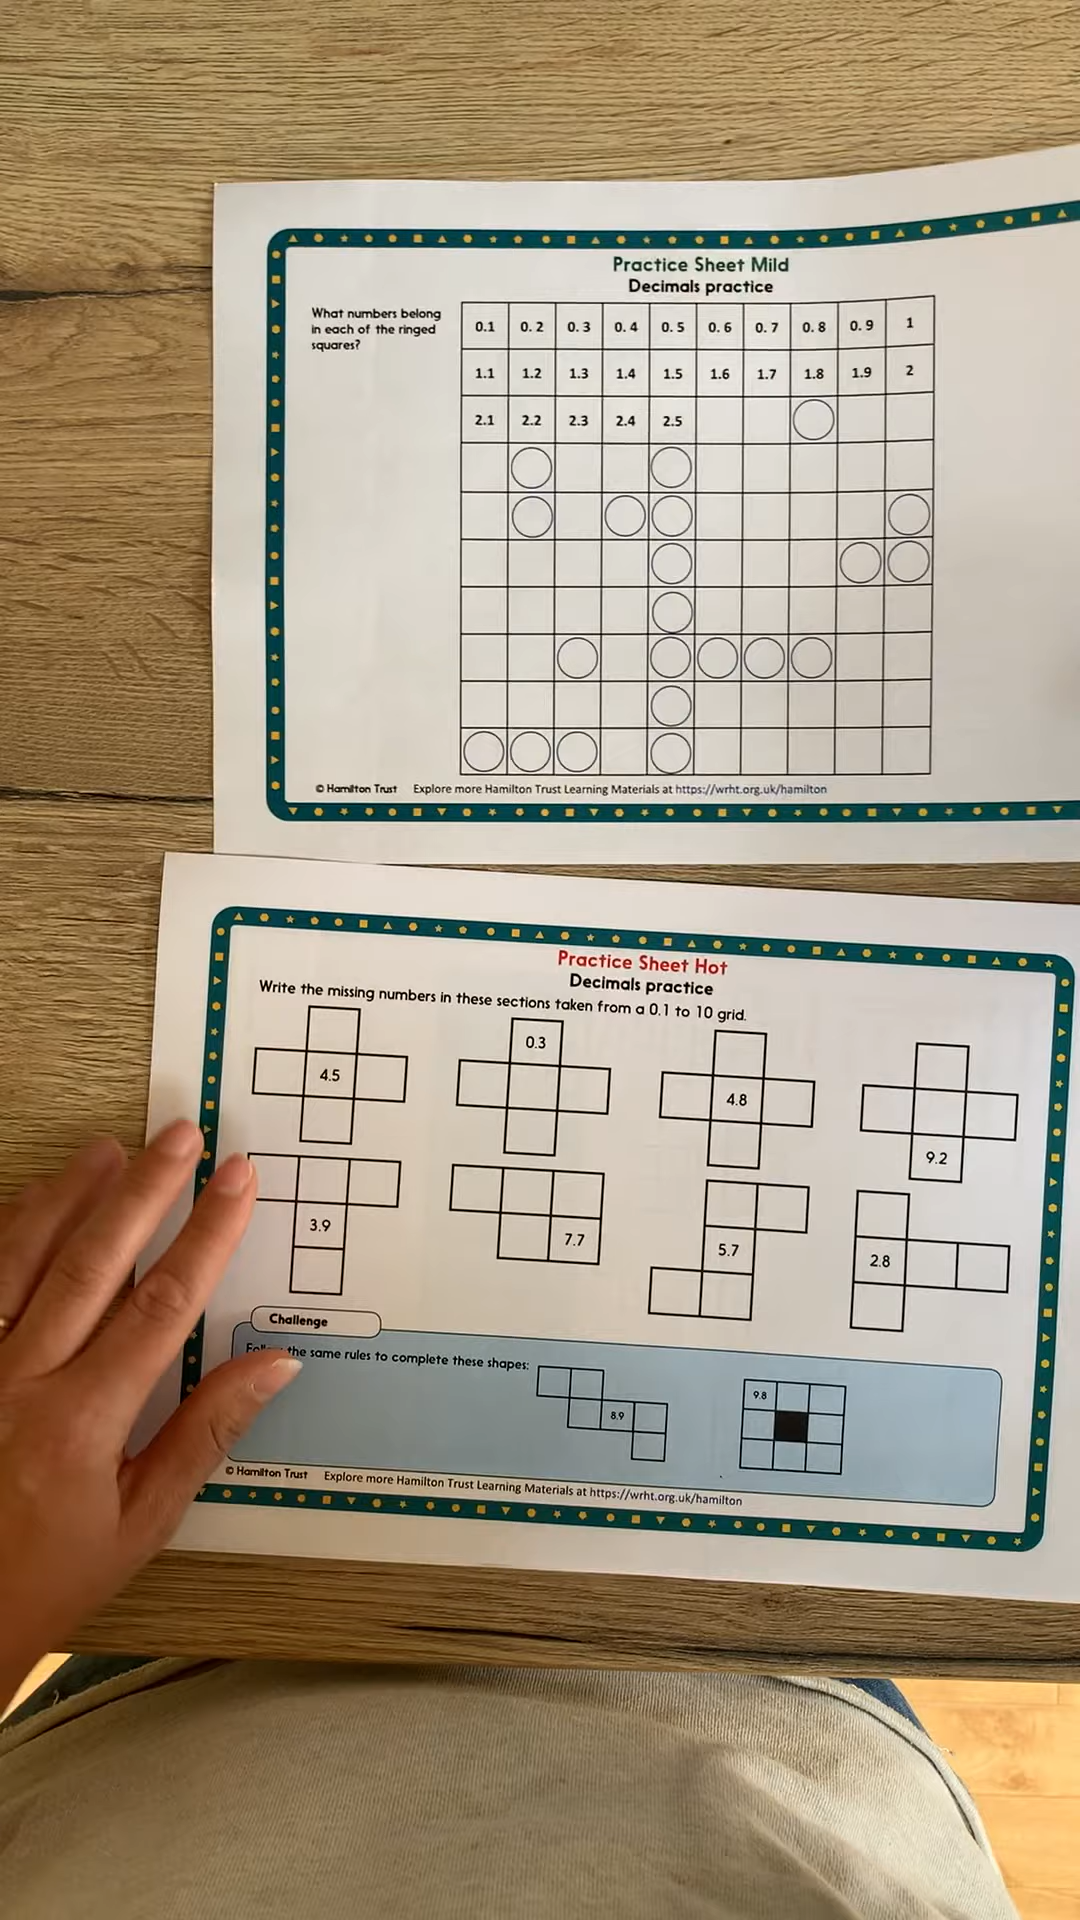 Practice Sheet Mild
Decimals practice
What numbers belong
in each of the ringed
squares?
0.1 0.2 0.3 0.4 0.5 0.6 0.7 0.8 0.9 1
1.1 1.2 1.3 1.4 1.5 1.6 1.7 1.8 1.9 2
2.1 2.2 2.3 2.4 2.5
© Hamilton Trust Explore more Hamilton Trust Learning Materials at https://wrht.org.uk/hamilton
Practice Sheet Hot
Decimals practice
Write the missing numbers in these sections taken from a 0.1 to 10 grid.
0.3
4.5
4.8
9.2
3.9
7.7
5.7
2.8
Challenge
the same rules to complete these shapes:
8.9
9.8
© Hamilton Trust Explore more Hamilton Trust Learning Materials at https://wrht.org.uk/hamilton